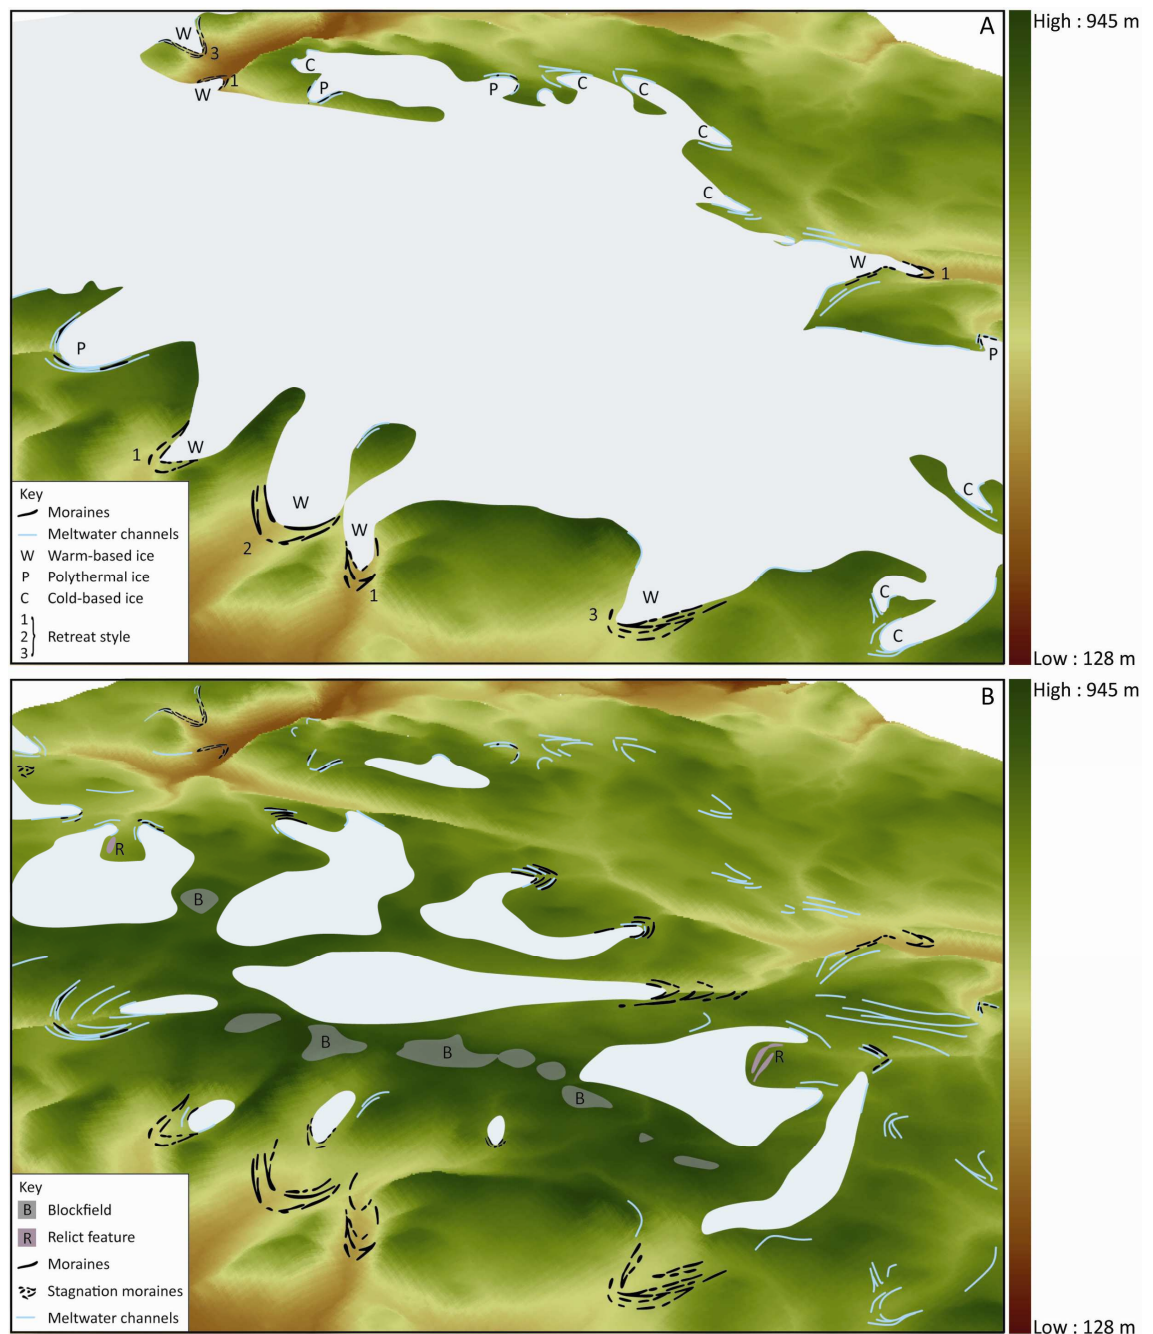 A
High : 945 m
W
3
C
W
1
P
P
C
C
C
C
W
1
P
P
W
1
C
W
W
2
1
W
3
C
C
Key
Moraines
Meltwater channels
W Warm-based ice
P Polythermal ice
C Cold-based ice
1
2 Retreat style
3
Low : 128 m
B
High : 945 m
R
B
B
B
R
B
Key
B Blockfield
R Relict feature
Moraines
Stagnation moraines
Meltwater channels
Low : 128 m